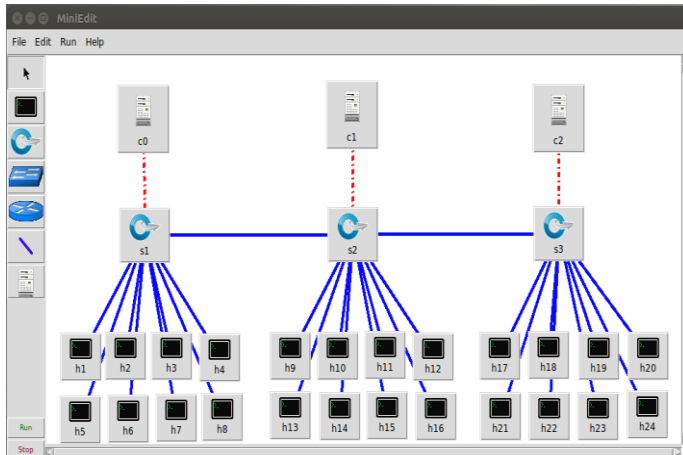 MiniEdit
File Edit Run Help
c0 c1 c2
s1 s2 s3
h1 h2 h3 h4 h9 h10 h11 h12 h17 h18 h19 h20
h5 h6 h7 h8 h13 h14 h15 h16 h21 h22 h23 h24
Run
Stop